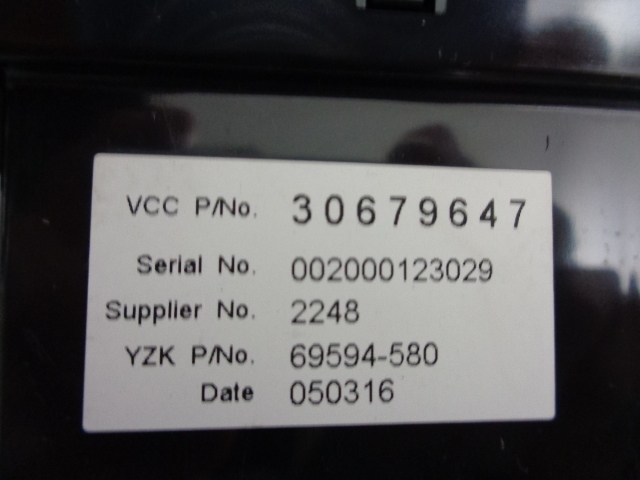 VCC P/No. 30679647
Serial No. 002000123029
Supplier No. 2248
YZK P/No. 69594-580
Date 050316